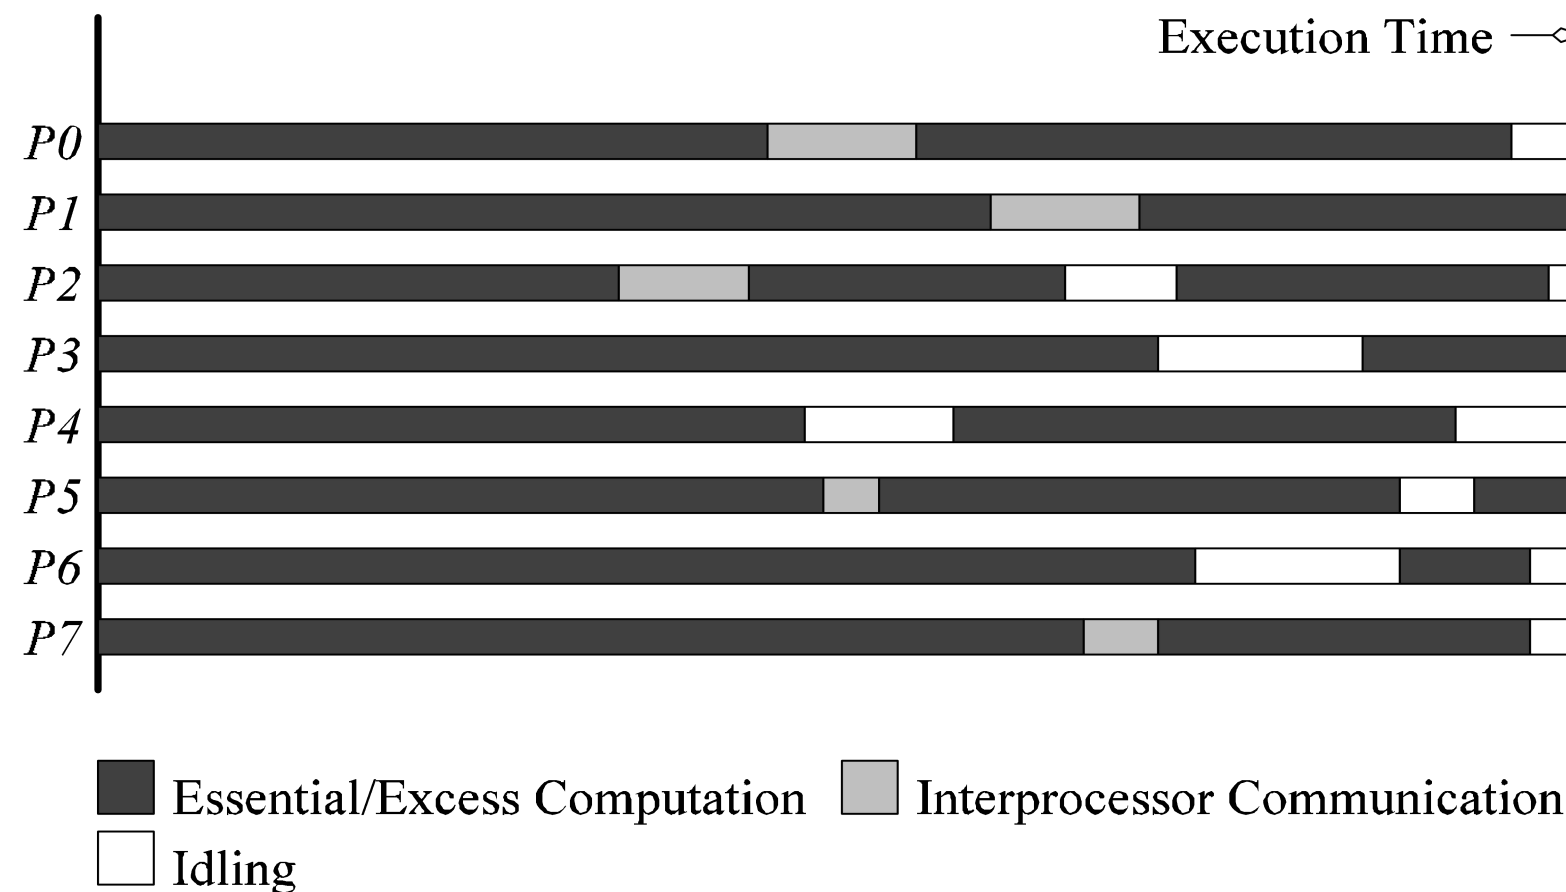 Execution Time
P0
P1
P2
P3
P4
P5
P6
P7
Essential/Excess Computation Interprocessor Communication
Idling